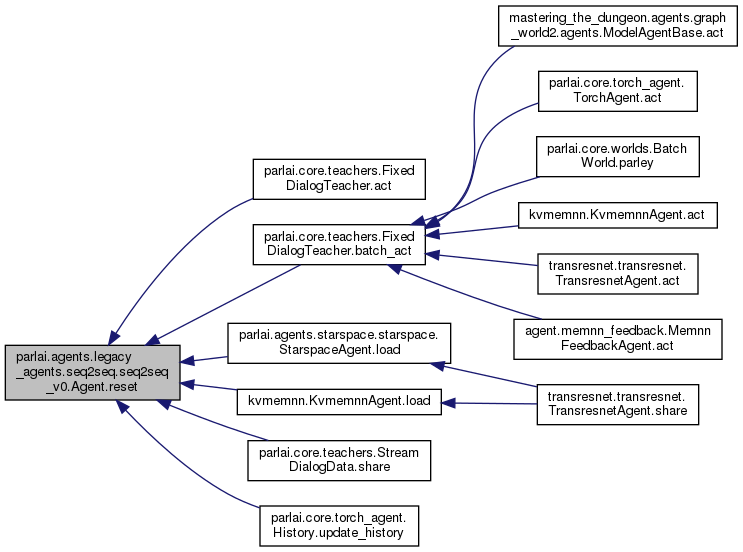 mastering_the_dungeon.agents.graph
_world2.agents.ModelAgentBase.act
parlai.core.torch_agent.
TorchAgent.act
parlai.core.worlds.Batch
World.parley
parlai.core.teachers.Fixed
DialogTeacher.act
kvmemnn.KvmemnnAgent.act
parlai.core.teachers.Fixed
DialogTeacher.batch_act
transresnet.transresnet.
TransresnetAgent.act
agent.memnn_feedback.Memnn
FeedbackAgent.act
parlai.agents.starspace.starspace.
StarspaceAgent.load
parlai.agents.legacy
_agents.seq2seq.seq2seq
_v0.Agent.reset
kvmemnn.KvmemnnAgent.load
transresnet.transresnet.
TransresnetAgent.share
parlai.core.teachers.Stream
DialogData.share
parlai.core.torch_agent.
History.update_history